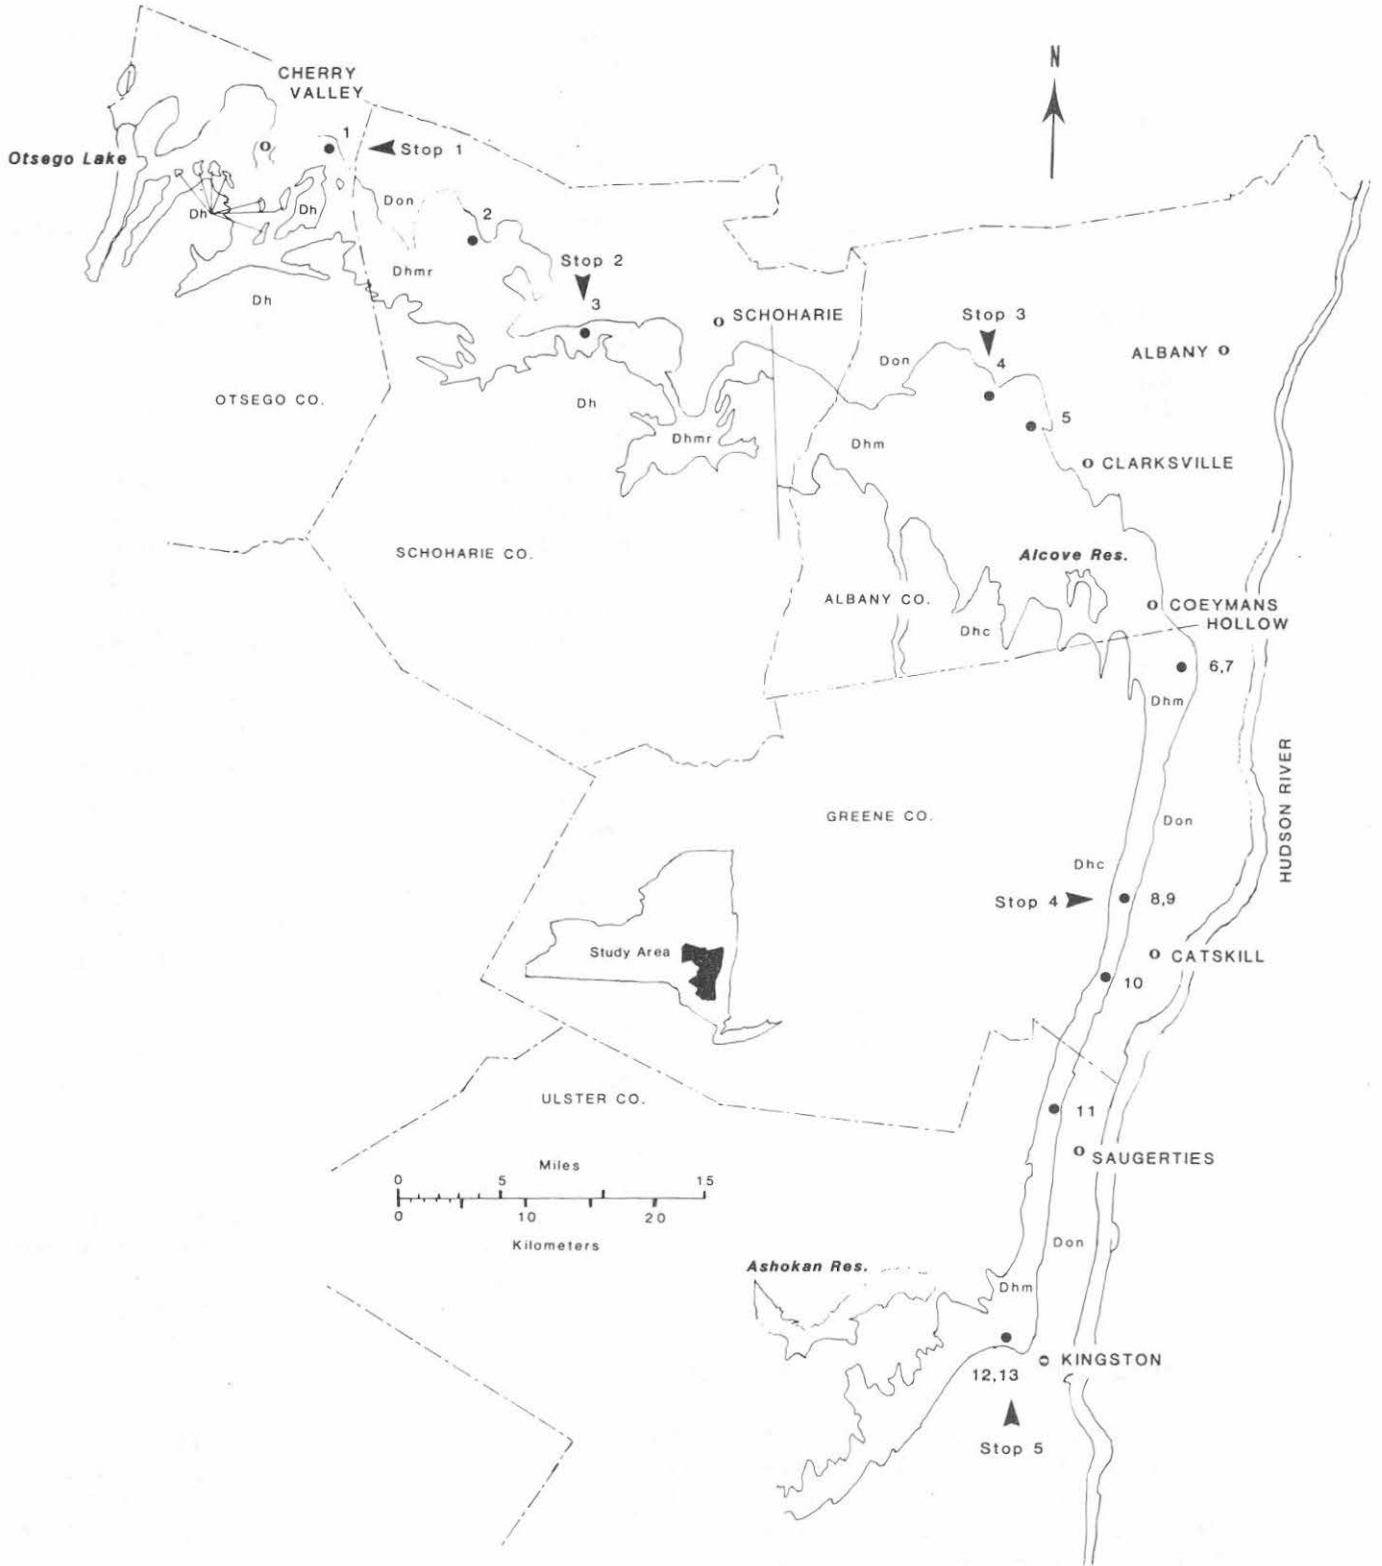 N
CHERRY
VALLEY
1
Stop 1
Otsego Lake
Dh
Dh
Don
2
Dhmr
Stop 2
Dh
3
SCHOHARIE
Stop 3
ALBANY
Don
4
OTSEGO CO.
Dh
5
Dhmr
Dhm
CLARKSVILLE
SCHOHARIE CO.
Alcove Res.
ALBANY CO.
COEYMANS
HOLLOW
Dhc
6,7
Dhm
HUDSON RIVER
GREENE CO.
Don
Dhc
Stop 4
8,9
Study Area
CATSKILL
10
ULSTER CO.
11
SAUGERTIES
Miles
0 5 15
0 10 20
Kilometers
Don
Ashokan Res.
Dhm
KINGSTON
12,13
Stop 5